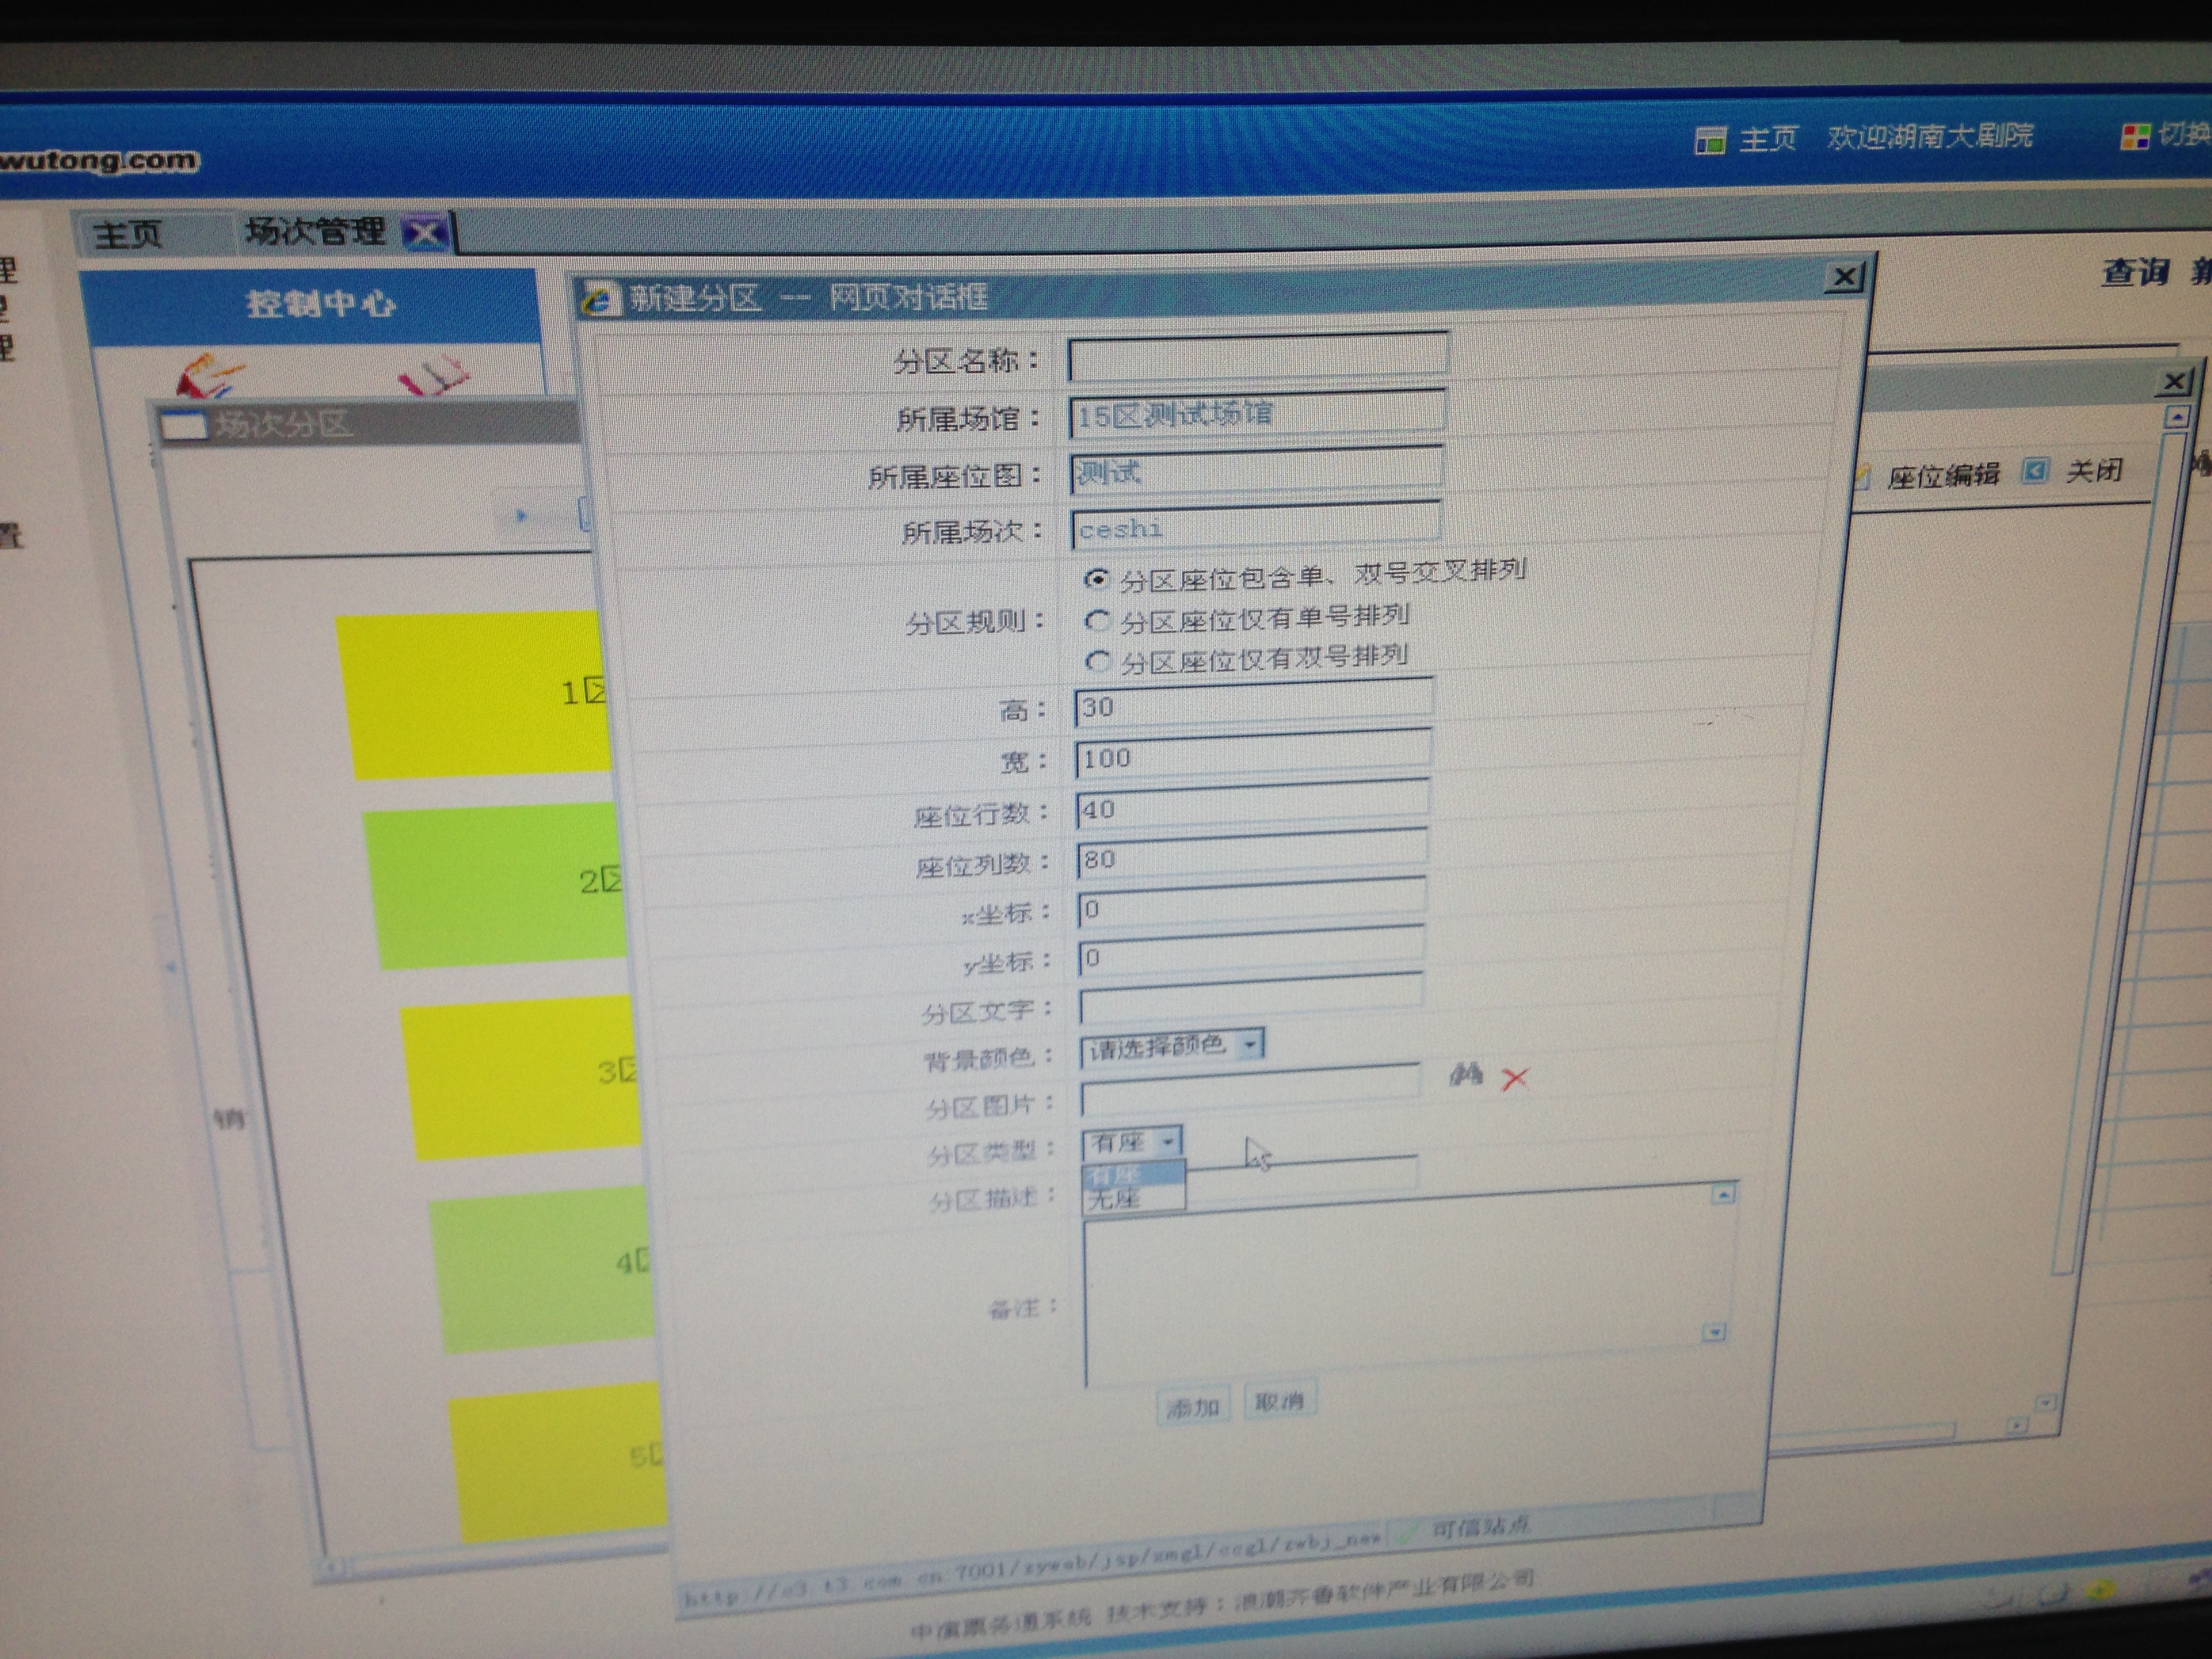 wutong.com
主页 欢迎湖南大剧院 切换
主页 场次管理
理
理
置
控制中心
查询 新
新建分区 -- 网页对话框
场次分区
座位编辑 关闭
分区名称：
所属场馆： 15区测试场馆
所属座位图： 测试
所属场次： ceshi
分区规则：
分区座位包含单、双号交叉排列
分区座位仅有单号排列
分区座位仅有双号排列
高： 30
宽： 100
座位行数： 40
座位列数： 80
x坐标： 0
y坐标： 0
分区文字：
背景颜色： 请选择颜色
分区图片：
分区类型： 有座
有座
无座
分区描述：
备注：
添加 取消
1区
2区
3区
4区
5区
销
可信站点
中演票务通系统 技术支持：浪潮齐鲁软件产业有限公司